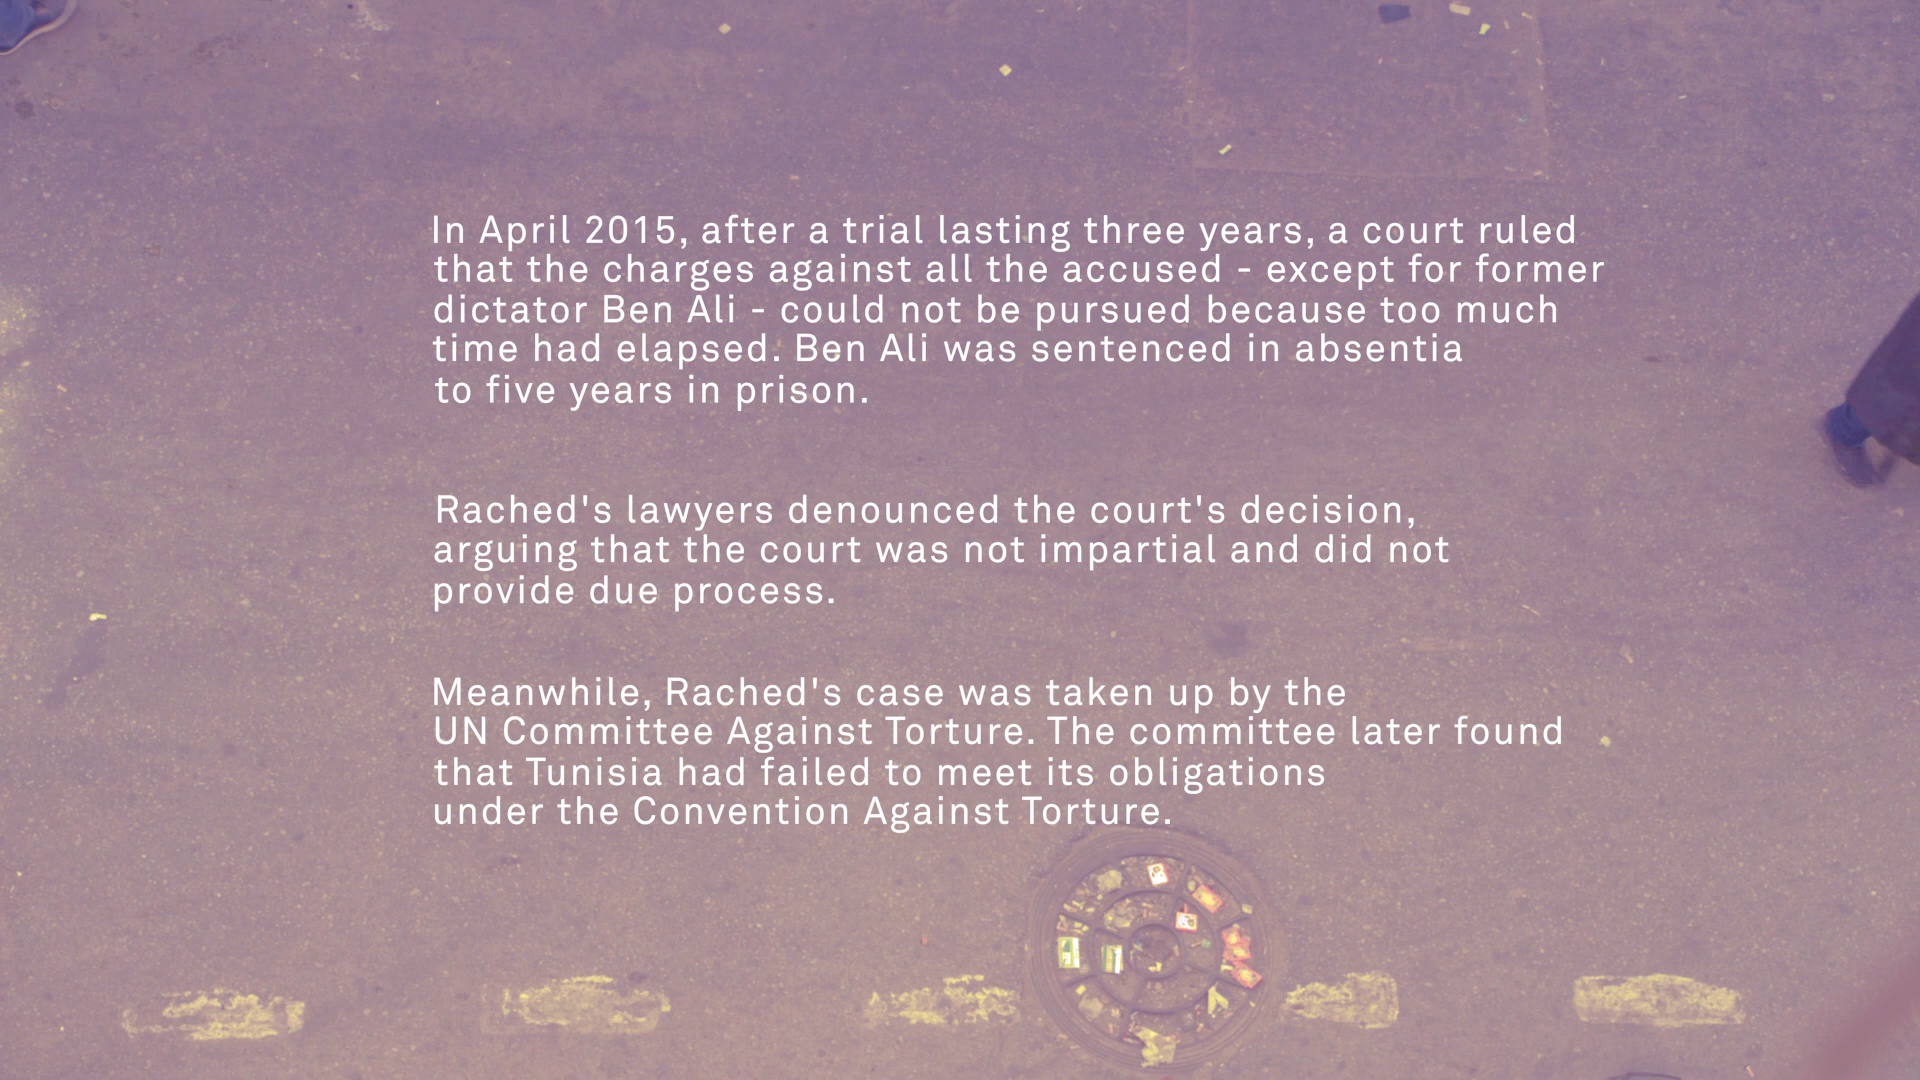 In April 2015, after a trial lasting three years, a court ruled
that the charges against all the accused - except for former
dictator Ben Ali - could not be pursued because too much
time had elapsed. Ben Ali was sentenced in absentia
to five years in prison.
Rached's lawyers denounced the court's decision,
arguing that the court was not impartial and did not
provide due process.
Meanwhile, Rached's case was taken up by the
UN Committee Against Torture. The committee later found
that Tunisia had failed to meet its obligations
under the Convention Against Torture.